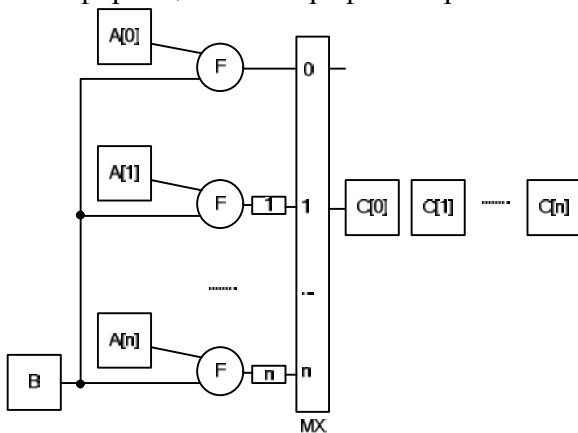 A[0]
F
0
A[1]
F
1
1
C[0]
C[1]
.......
C[n]
.......
...
A[n]
F
n
n
B
MX